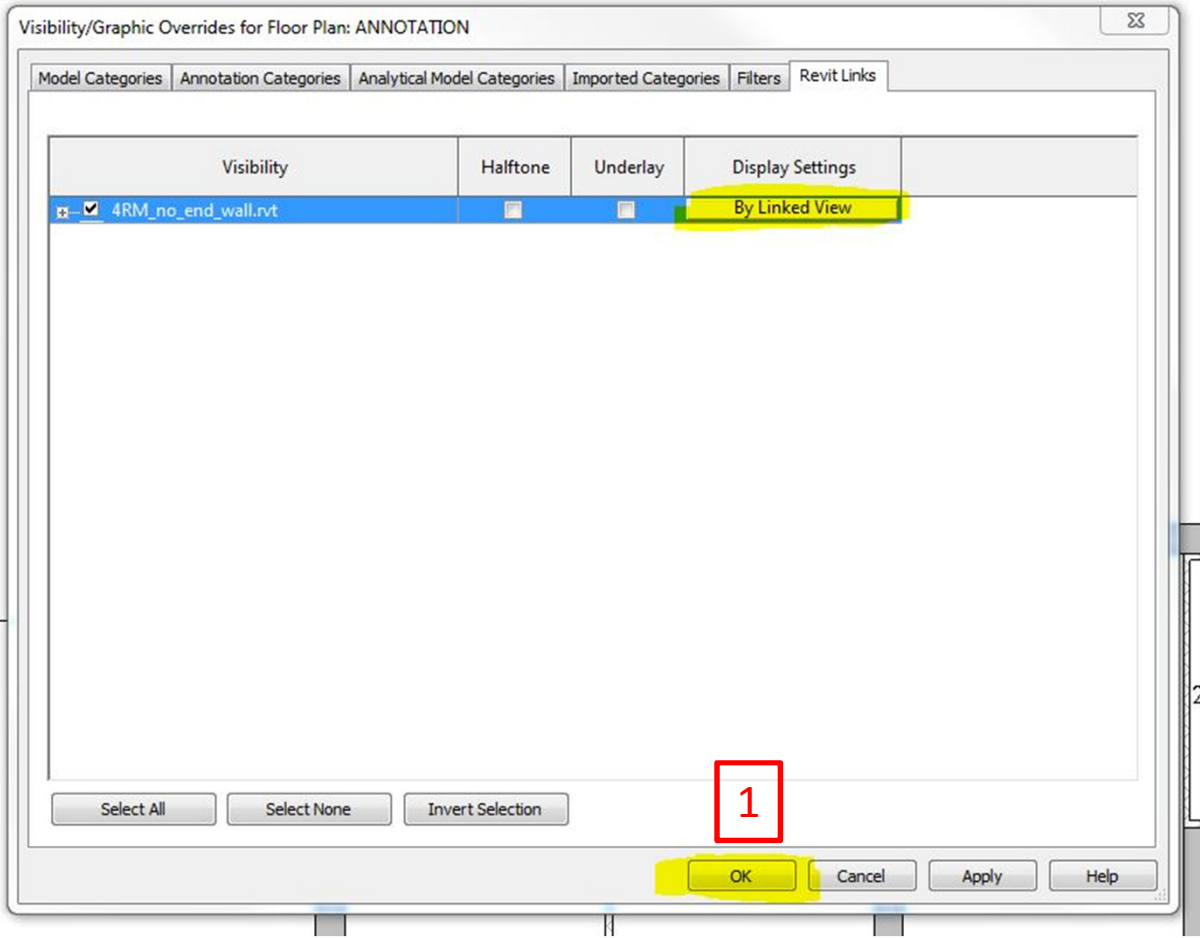 Visibility/Graphic Overrides for Floor Plan: ANNOTATION
Model Categories Annotation Categories Analytical Model Categories Imported Categories Filters Revit Links
Visibility Halftone Underlay Display Settings
4RM_no_end_wall.rvt By Linked View
2
Select All Select None Invert Selection
1
OK Cancel Apply Help